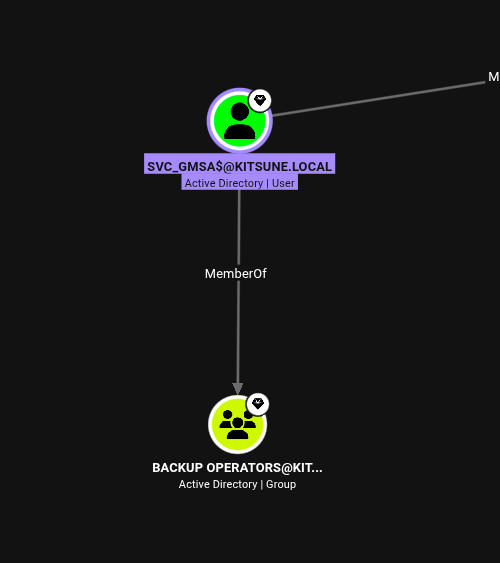 M
SVC_GMSA$@KITSUNE.LOCAL
Active Directory | User
MemberOf
BACKUP OPERATORS@KIT...
Active Directory | Group